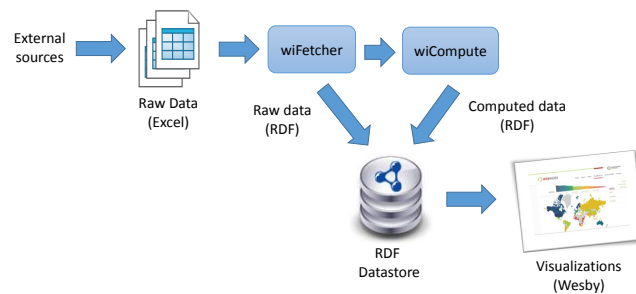 External
sources
Raw Data
(Excel)
wiFetcher
wiCompute
Raw data
(RDF)
Computed data
(RDF)
RDF
Datastore
Visualizations
(Wesby)